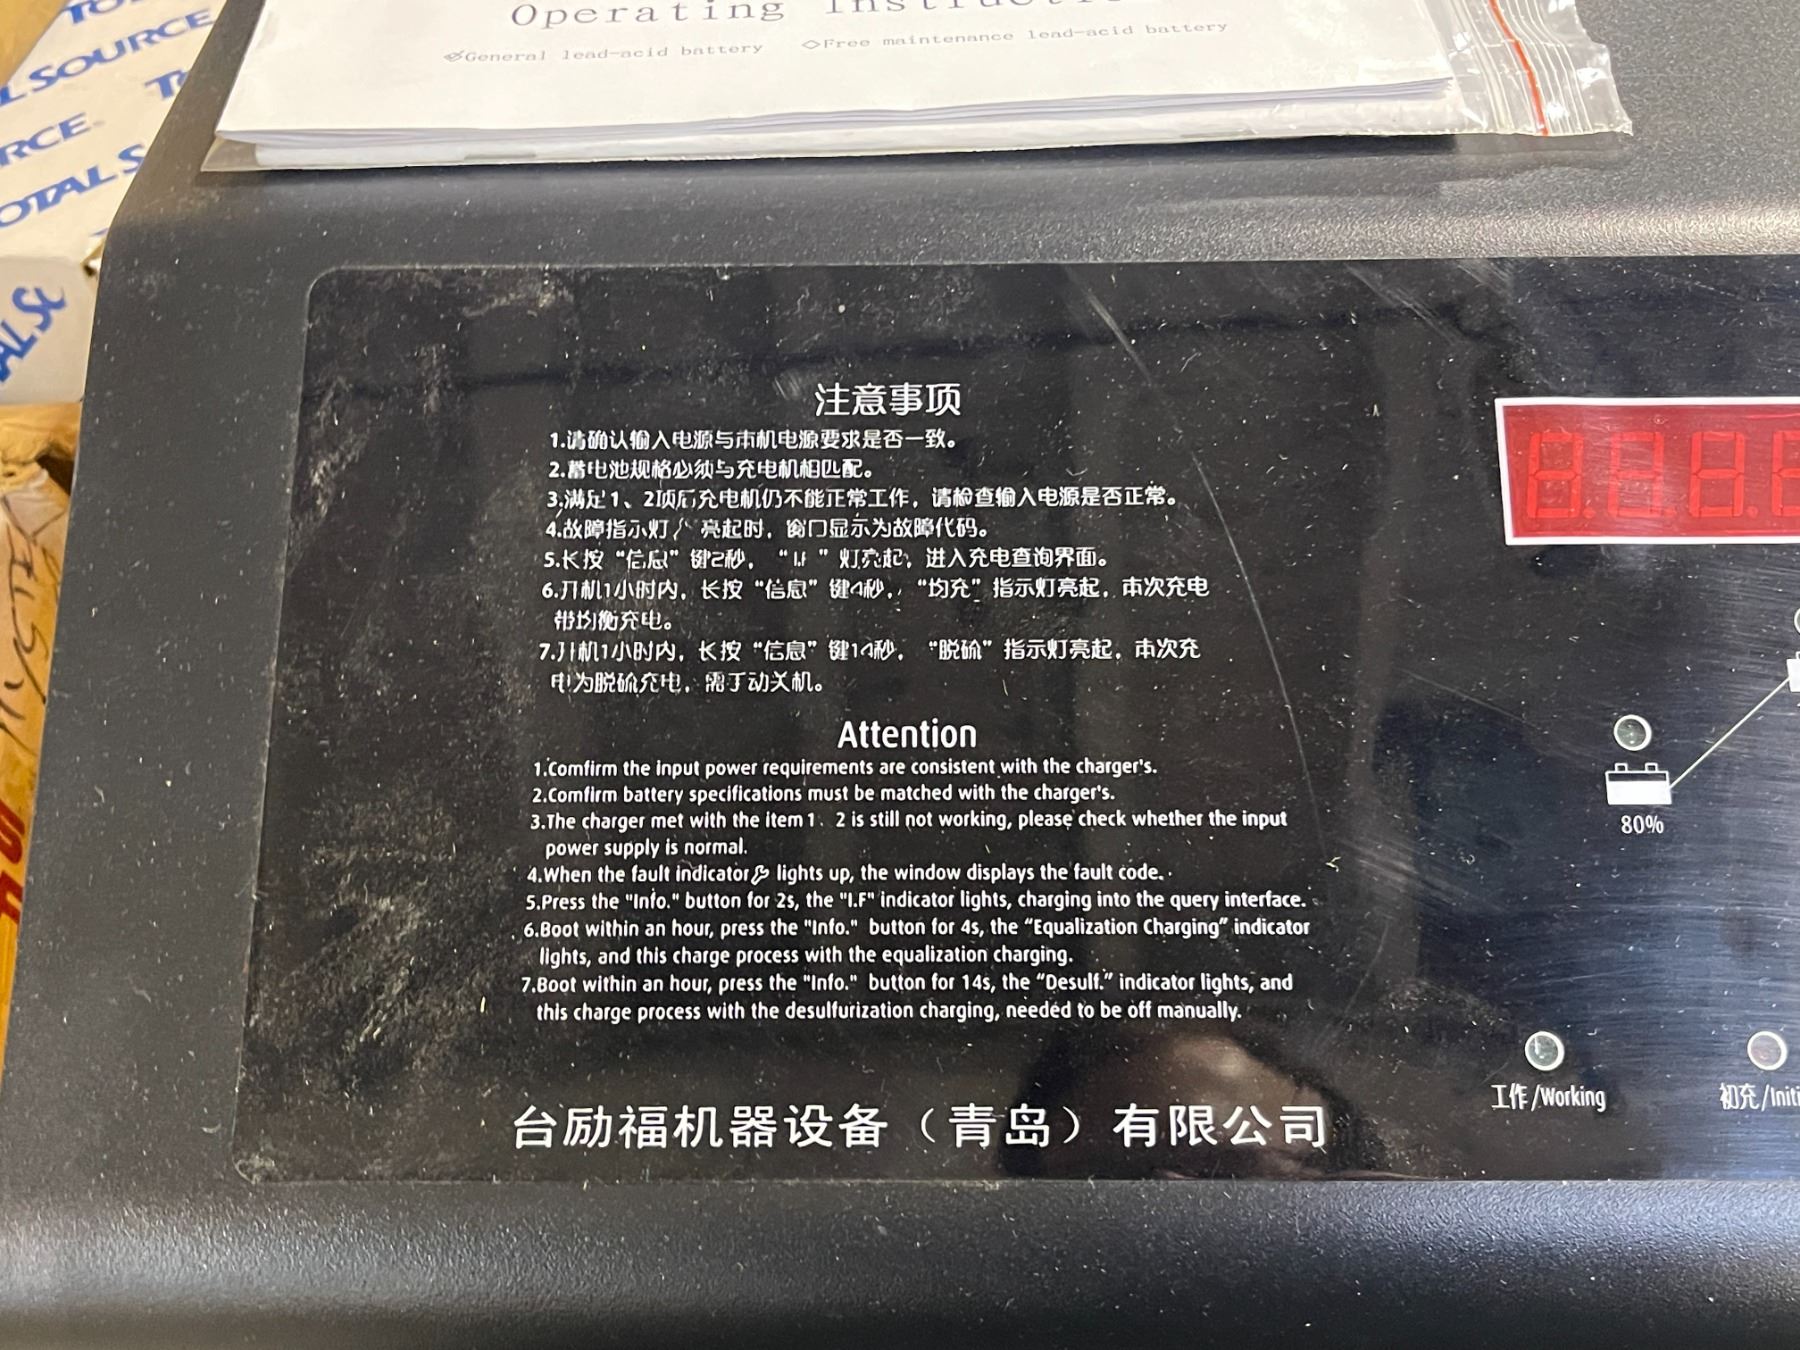 Operating
General lead-acid battery ◇Free maintenance lead-acid battery
TOTAL SOURCE
注意事项
1.请确认输入电源与本机电源要求是否一致。
2.蓄电池规格必须与充电机相匹配。
3.满足1、2项后充电机仍不能正常工作，请检查输入电源是否正常。
4.故障指示灯 亮起时，窗口显示为故障代码。
5.长按“信息”键2秒，“I.F ”灯亮起，进入充电查询界面。
6.开机1小时内，长按“信息”键4秒，“均充”指示灯亮起，本次充电
带均衡充电。
7.开机1小时内，长按“信息”键14秒，“脱硫”指示灯亮起，本次充
电为脱硫充电，需手动关机。
Attention
1.Comfirm the input power requirements are consistent with the charger's.
2.Comfirm battery specifications must be matched with the charger's.
3.The charger met with the item 1、2 is still not working, please check whether the input
power supply is normal.
4.When the fault indicator lights up, the window displays the fault code.
5.Press the "Info." button for 2s, the "I.F" indicator lights, charging into the query interface.
6.Boot within an hour, press the "Info." button for 4s, the “Equalization Charging” indicator
lights, and this charge process with the equalization charging.
7.Boot within an hour, press the "Info." button for 14s, the “Desulf.” indicator lights, and
this charge process with the desulfurization charging, needed to be off manually.
台励福机器设备（青岛）有限公司
80%
工作/Working
初充/Initi